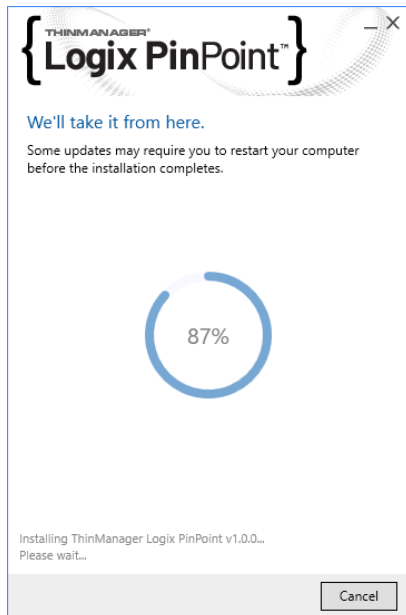 THINMANAGER®
{Logix PinPoint™}
We'll take it from here.
Some updates may require you to restart your computer
before the installation completes.
87%
Installing ThinManager Logix PinPoint v1.0.0...
Please wait...
Cancel